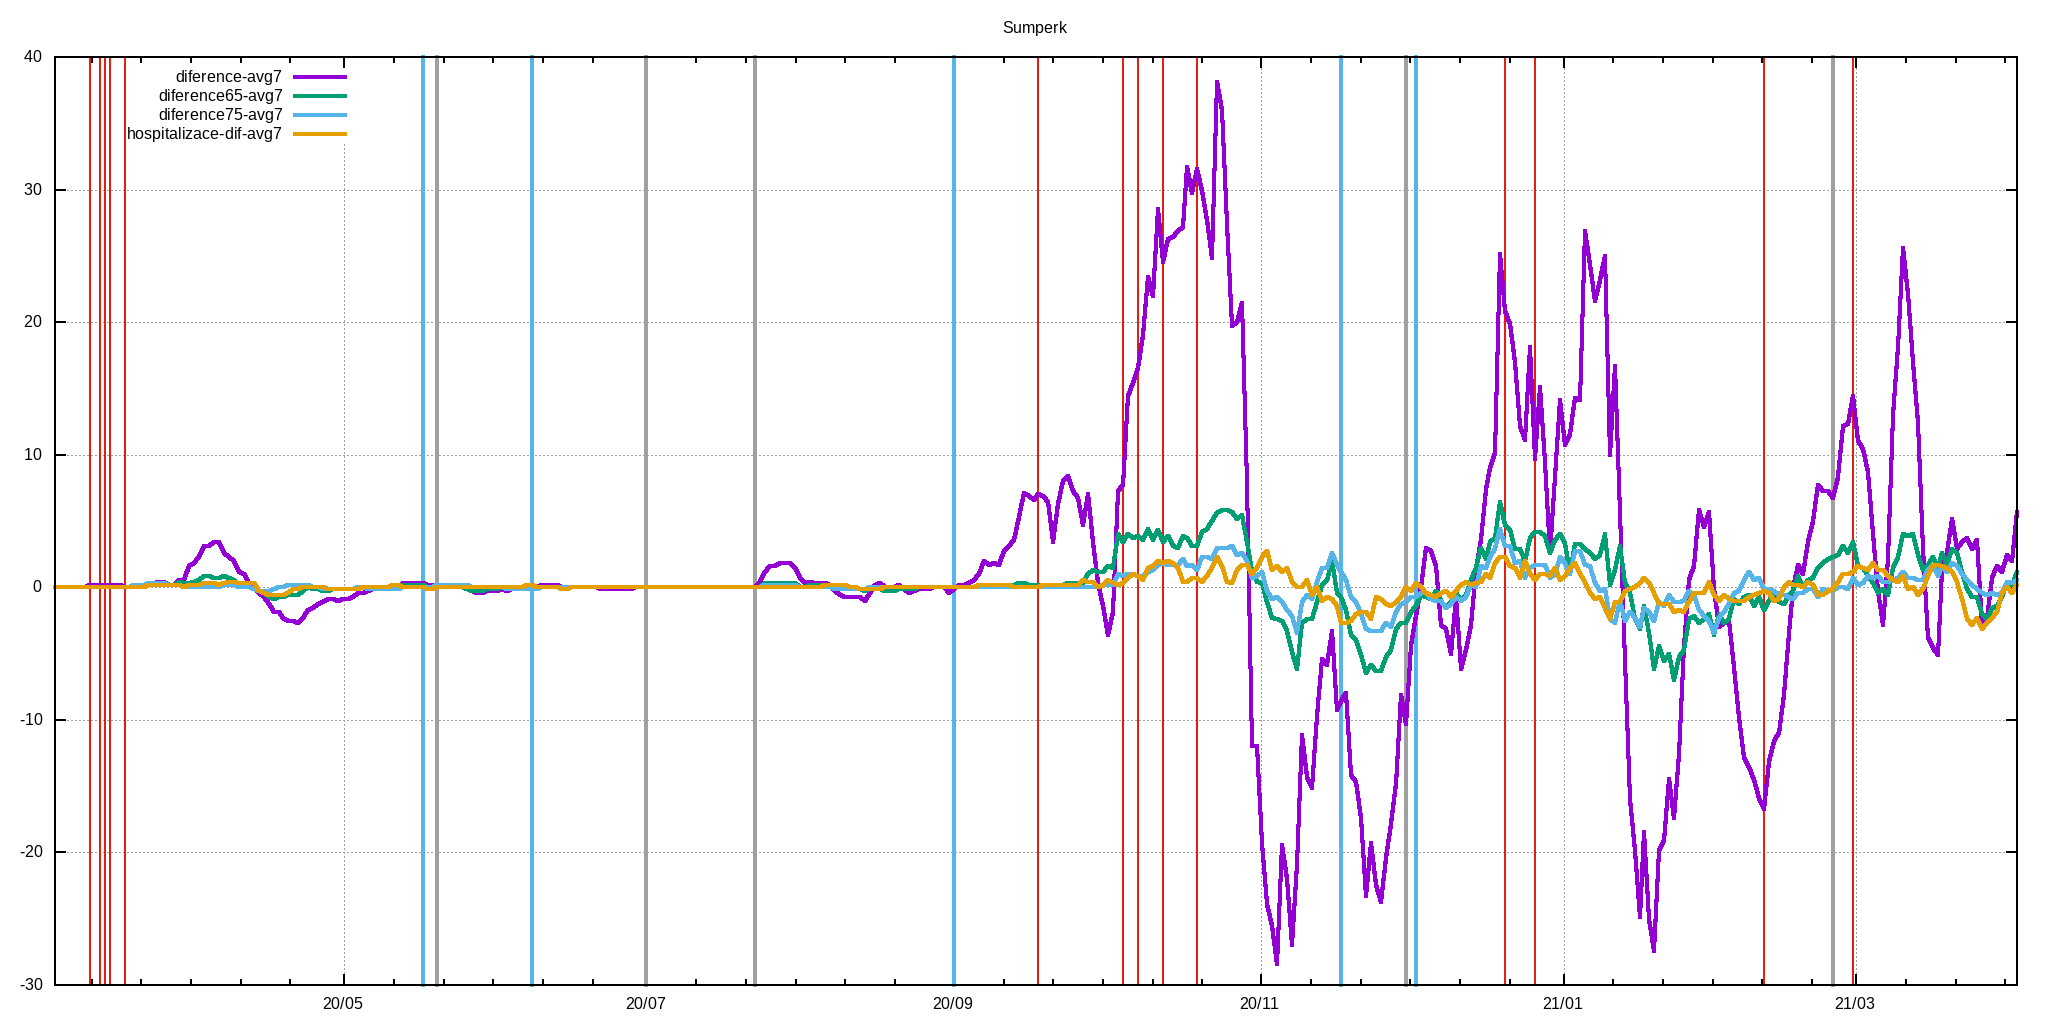 Sumperk
40
30
20
10
0
-10
-20
-30
diference-avg7
diference65-avg7
diference75-avg7
hospitalizace-dif-avg7
20/05
20/07
20/09
20/11
21/01
21/03